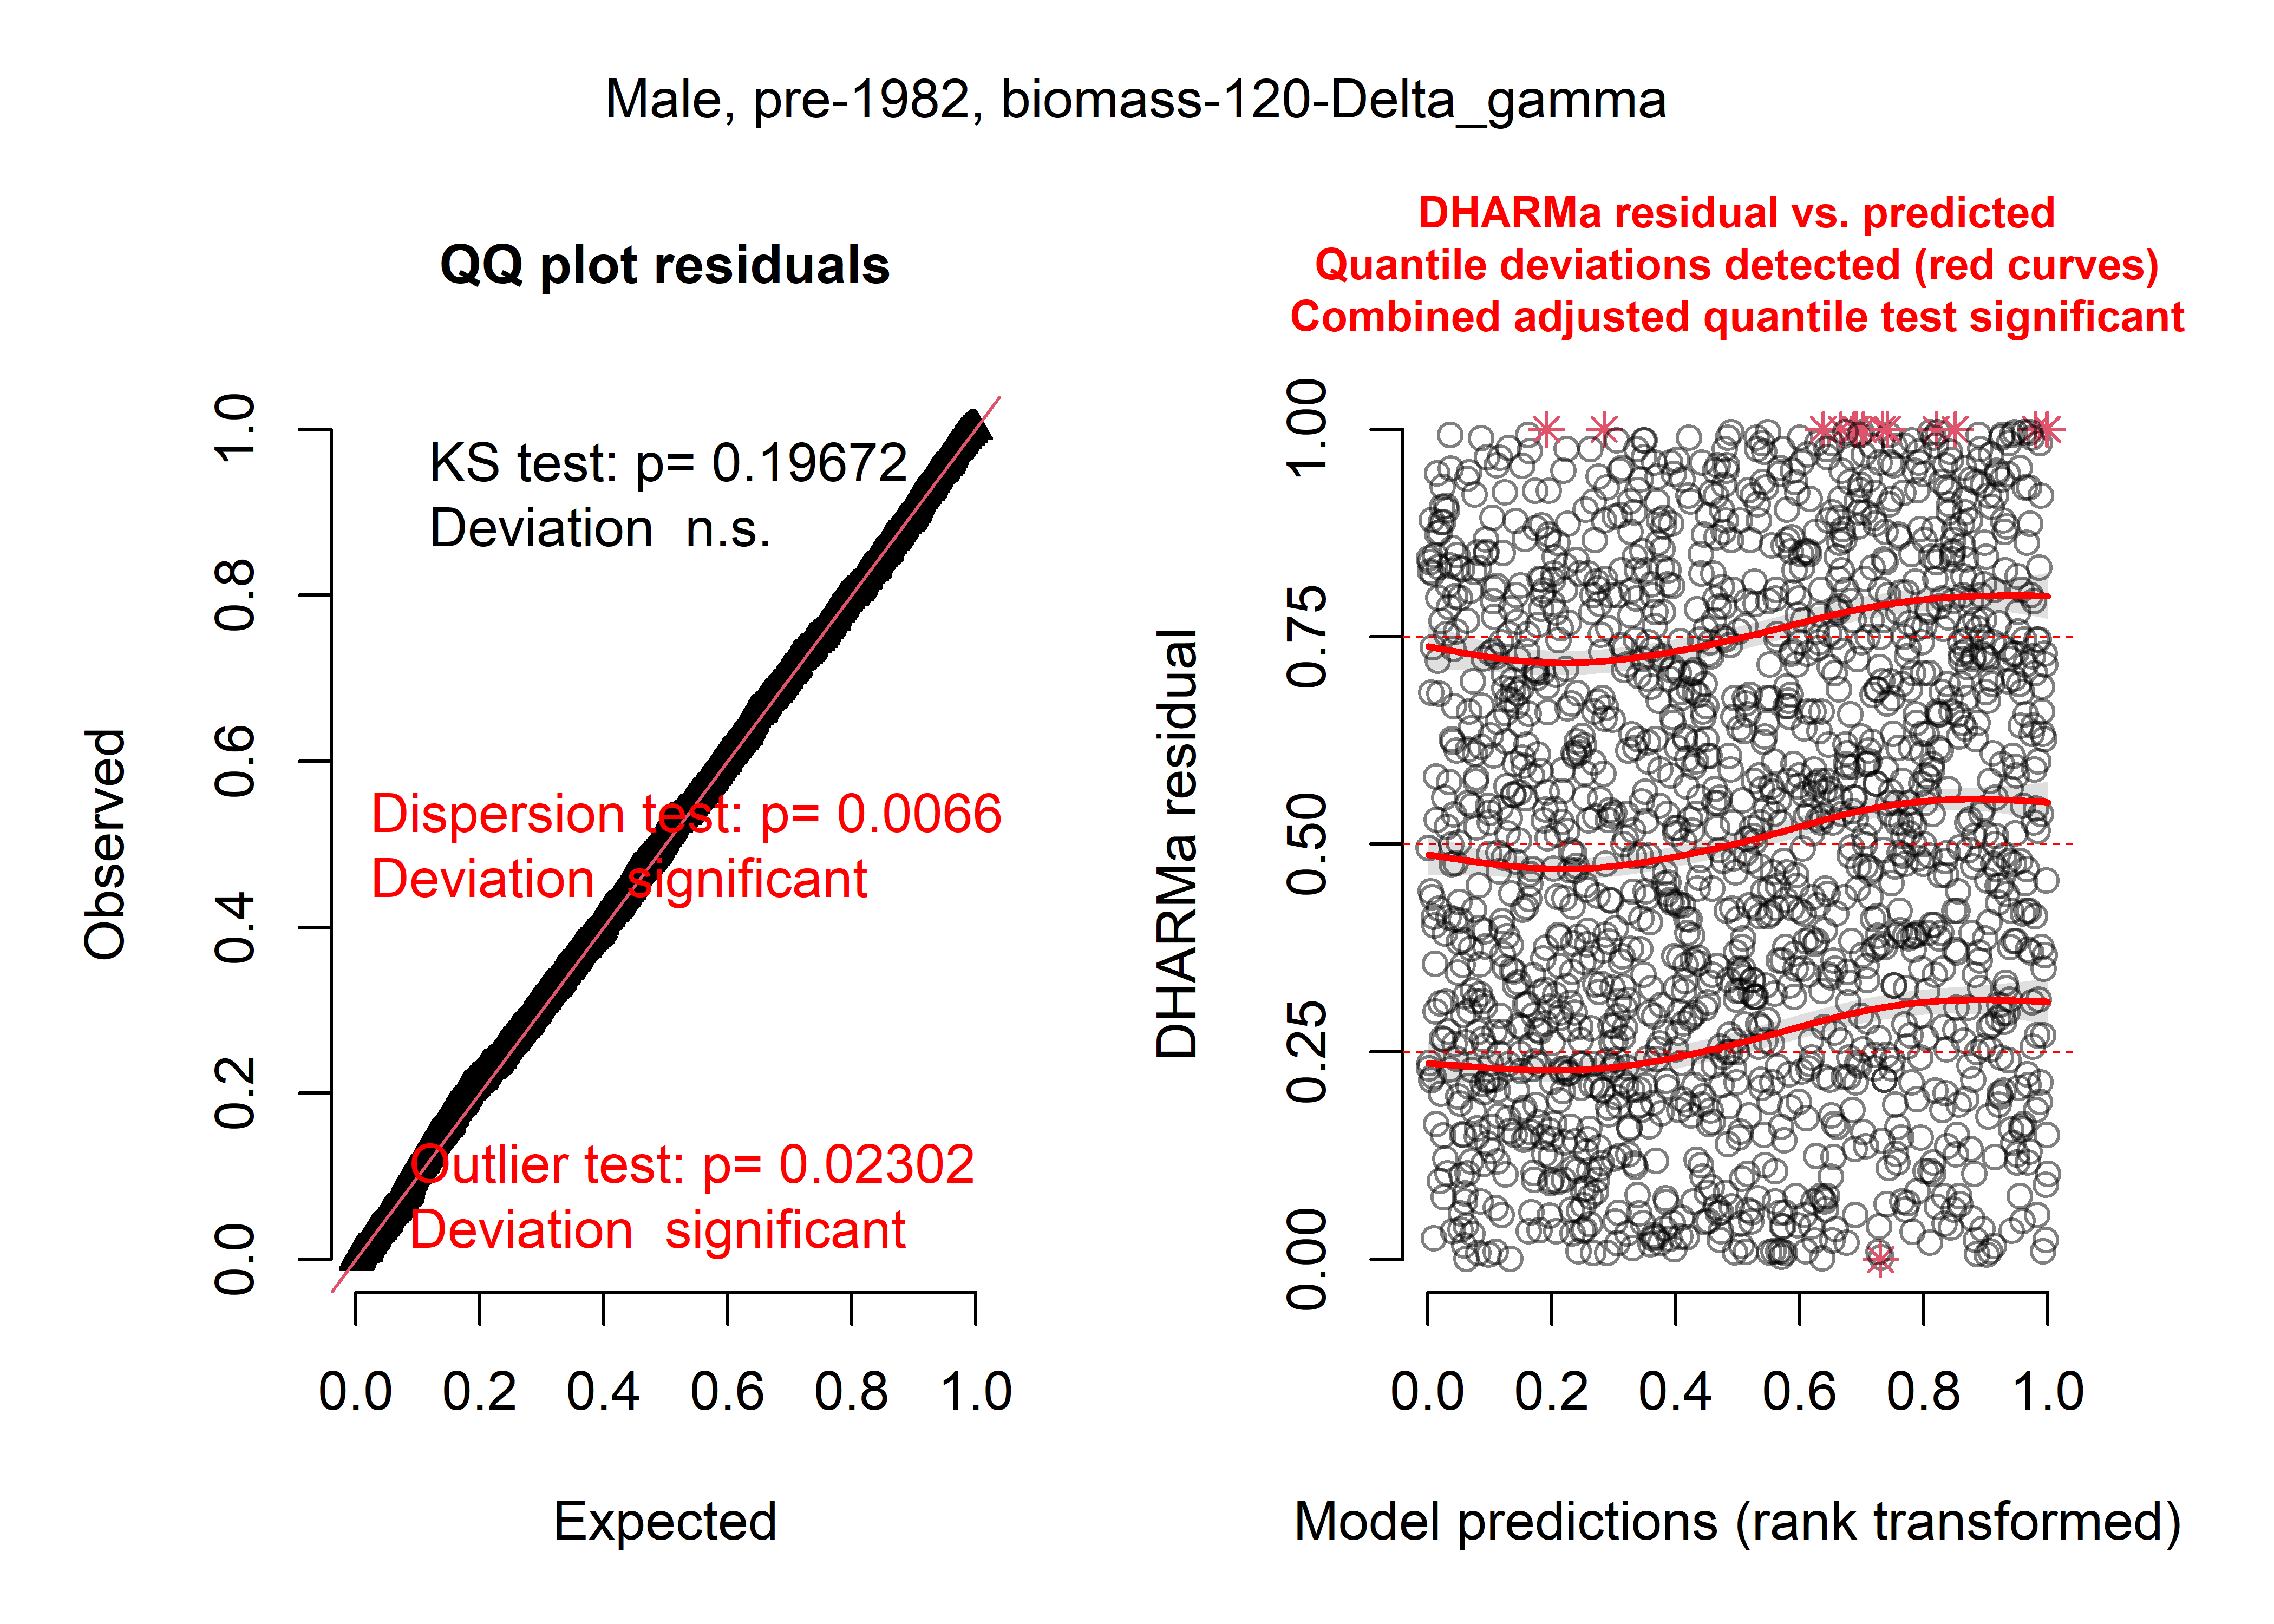 Male, pre-1982, biomass-120-Delta_gamma
QQ plot residuals
KS test: p= 0.19672
Deviation  n.s.
Dispersion test: p= 0.0066
Deviation  significant
Outlier test: p= 0.02302
Deviation  significant
Observed
0.0
0.2
0.4
0.6
0.8
1.0
0.0 0.2 0.4 0.6 0.8 1.0
Expected
DHARMa residual vs. predicted
Quantile deviations detected (red curves)
Combined adjusted quantile test significant
DHARMa residual
0.00
0.25
0.50
0.75
1.00
0.0 0.2 0.4 0.6 0.8 1.0
Model predictions (rank transformed)